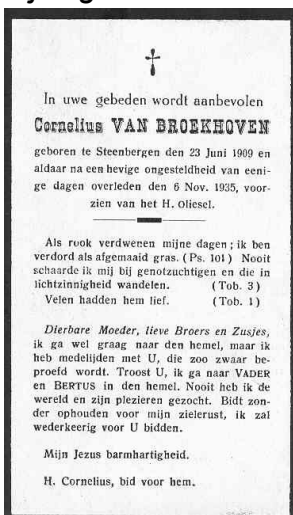 In uwe gebeden wordt aanbevolen
Cornelius VAN BROEKHOVEN
geboren te Steenbergen den 23 Juni 1909 en
aldaar na een hevige ongesteldheid van eeni-
ge dagen overleden den 6 Nov. 1935, voor-
zien van het H. Oliesel.
Als rook verdwenen mijne dagen; ik ben
verdord als afgemaaid gras. (Ps. 101) Nooit
schaarde ik mij bij genotzuchtigen en die in
lichtzinnigheid wandelen. (Tob. 3)
Velen hadden hem lief. (Tob. 1)
Dierbare Moeder, lieve Broers en Zusjes,
ik ga wel graag naar den hemel, maar ik
heb medelijden met U, die zoo zwaar be-
proefd wordt. Troost U, ik ga naar VADER
en BERTUS in den hemel. Nooit heb ik de
wereld en zijn plezieren gezocht. Bidt zon-
der ophouden voor mijn zielerust, ik zal
wederkeerig voor U bidden.
Mijn Jezus barmhartigheid.
H. Cornelius, bid voor hem.